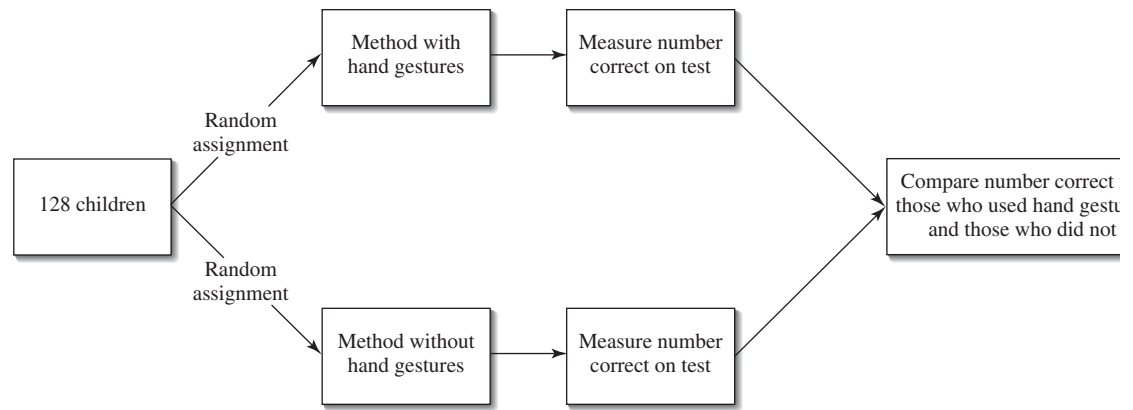 128 children
Random
assignment
Method with
hand gestures
Measure number
correct on test
Random
assignment
Method without
hand gestures
Measure number
correct on test
Compare number correct
those who used hand
and those who did not